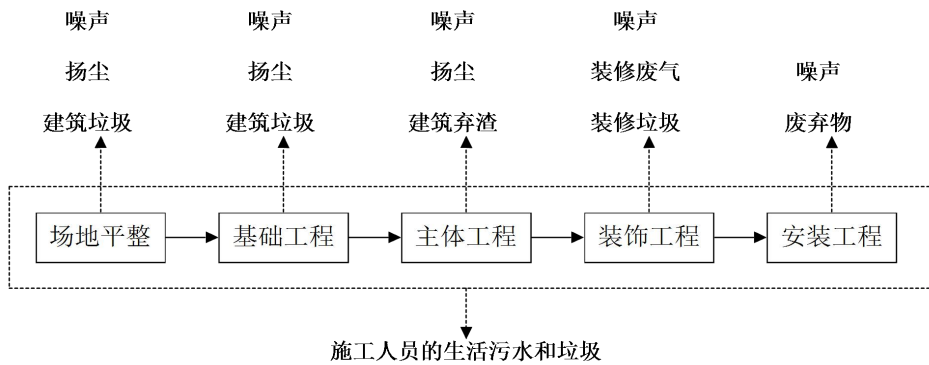 噪声 噪声 噪声 噪声
扬尘 扬尘 扬尘 装修废气 噪声
建筑垃圾 建筑垃圾 建筑弃渣 装修垃圾 废弃物
场地平整 基础工程 主体工程 装饰工程 安装工程
施工人员的生活污水和垃圾